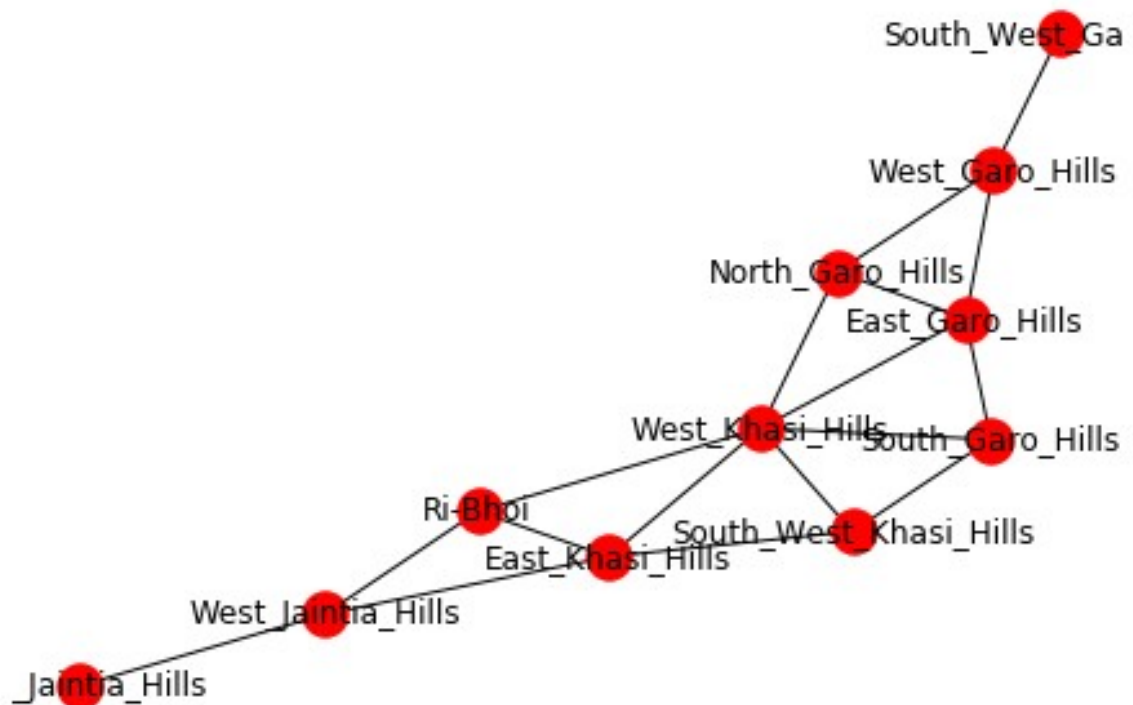 South_West_Ga
West_Garo_Hills
North_Garo_Hills
East_Garo_Hills
West_Khasi_Hills
South_Garo_Hills
Ri-Bhoi
South_West_Khasi_Hills
East_Khasi_Hills
West_Jaintia_Hills
_Jaintia_Hills